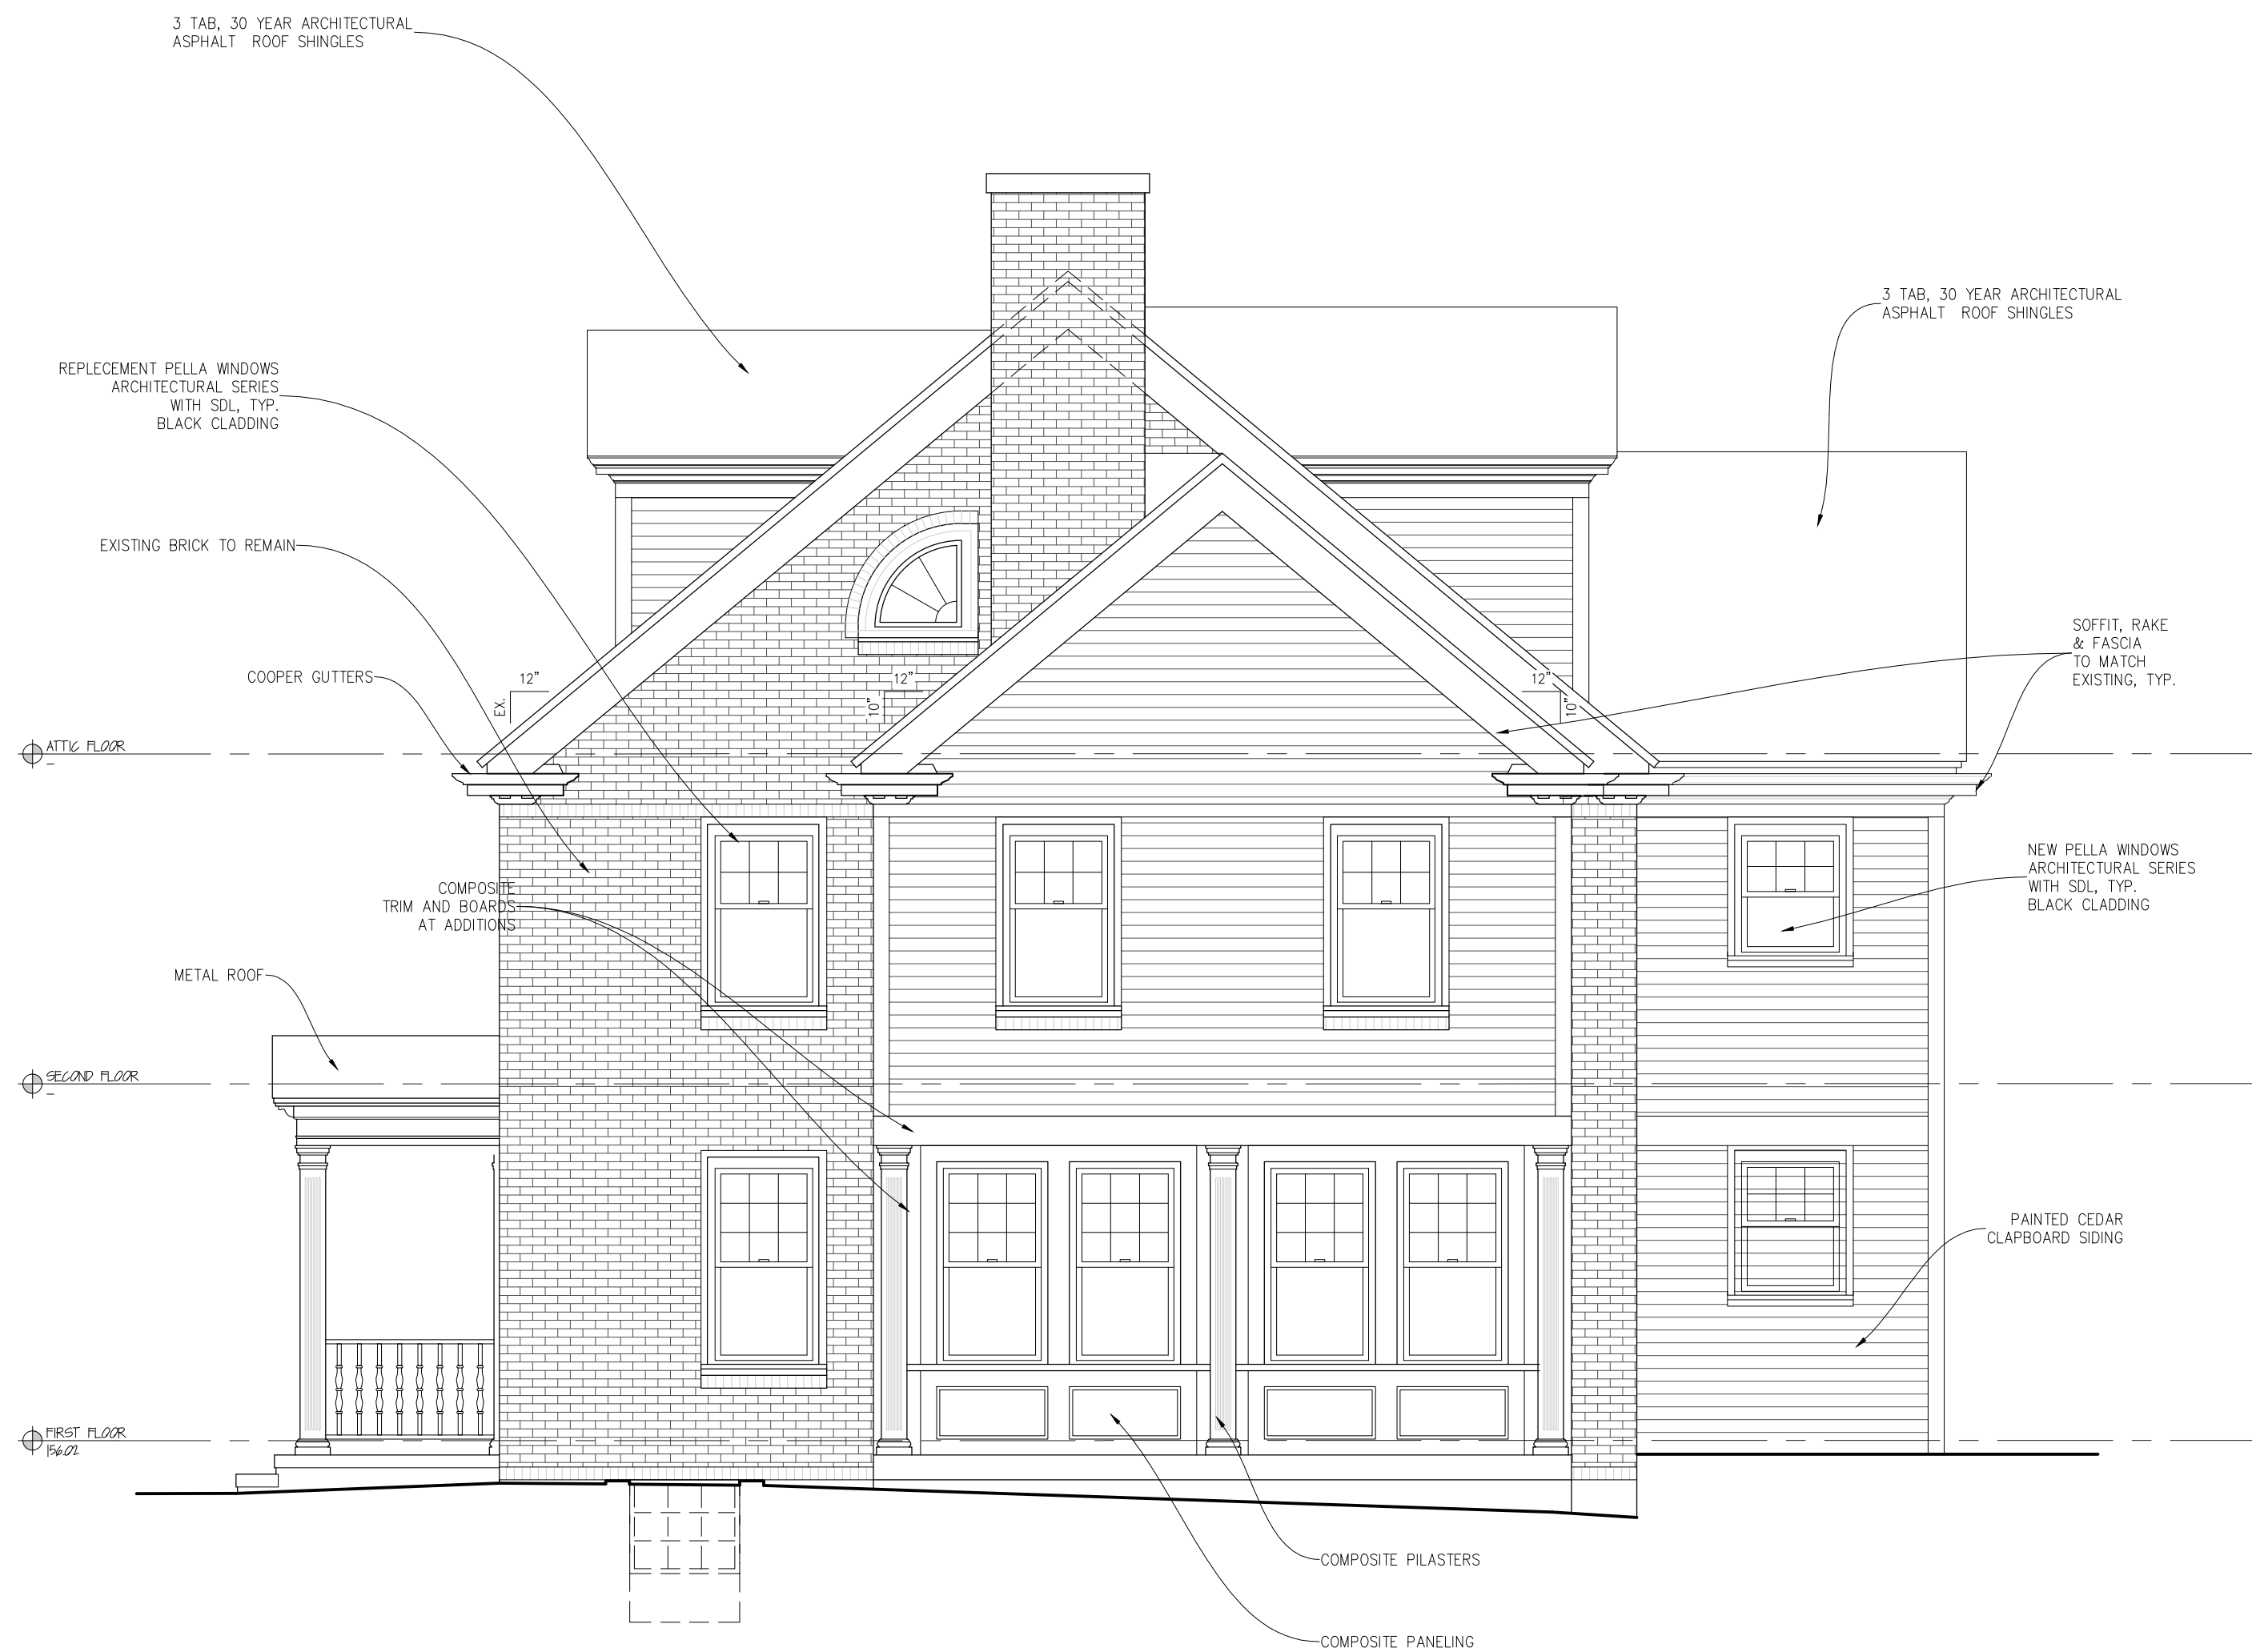 3 TAB, 30 YEAR ARCHITECTURAL
ASPHALT ROOF SHINGLES
3 TAB, 30 YEAR ARCHITECTURAL
ASPHALT ROOF SHINGLES
REPLECEMENT PELLA WINDOWS
ARCHITECTURAL SERIES
WITH SDL, TYP.
BLACK CLADDING
EXISTING BRICK TO REMAIN
SOFFIT, RAKE
& FASCIA
TO MATCH
EXISTING, TYP.
COOPER GUTTERS
12"
EX.
12"
10"
12"
10"
ATTIC FLOOR
NEW PELLA WINDOWS
ARCHITECTURAL SERIES
WITH SDL, TYP.
BLACK CLADDING
COMPOSITE
TRIM AND BOARDS
AT ADDITIONS
METAL ROOF
SECOND FLOOR
PAINTED CEDAR
CLAPBOARD SIDING
FIRST FLOOR
156.02
COMPOSITE PILASTERS
COMPOSITE PANELING